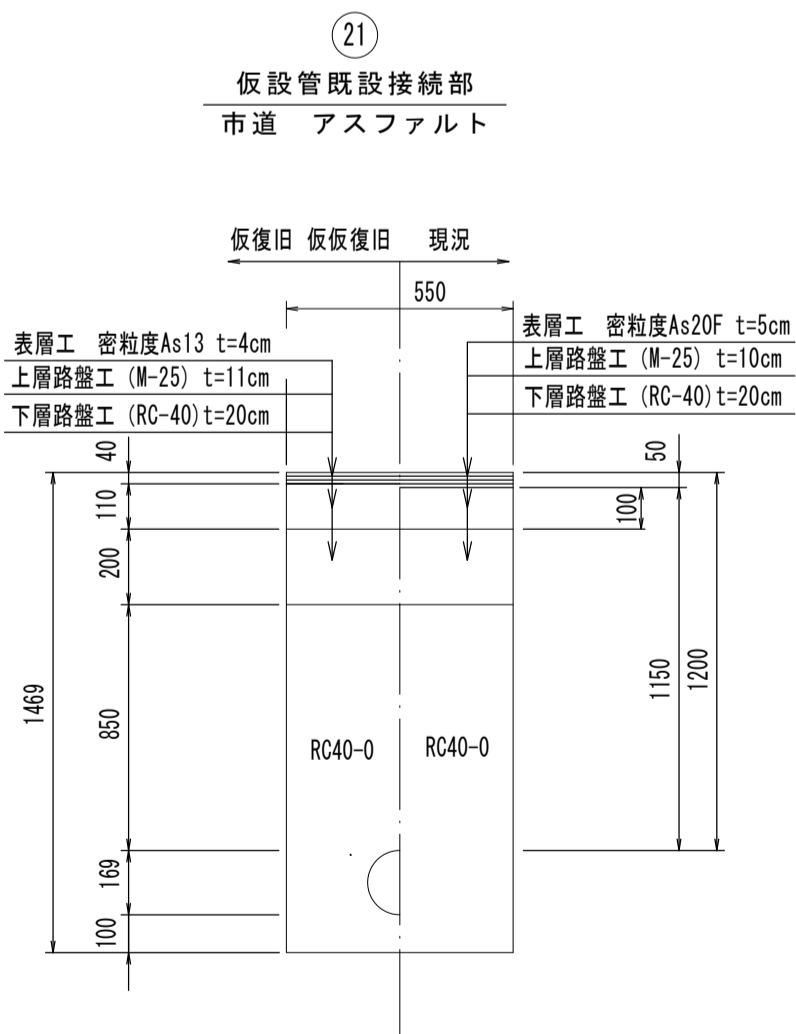 21
仮設管既設接続部
市道 アスファルト
仮復旧 仮仮復旧 現況
550
表層工 密粒度As13 t=4cm
上層路盤工 (M-25) t=11cm
下層路盤工 (RC-40)t=20cm
表層工 密粒度As20F t=5cm
上層路盤工 (M-25) t=10cm
下層路盤工 (RC-40)t=20cm
40
110
200
850
169
100
1469
50
100
1150
1200
RC40-0
RC40-0